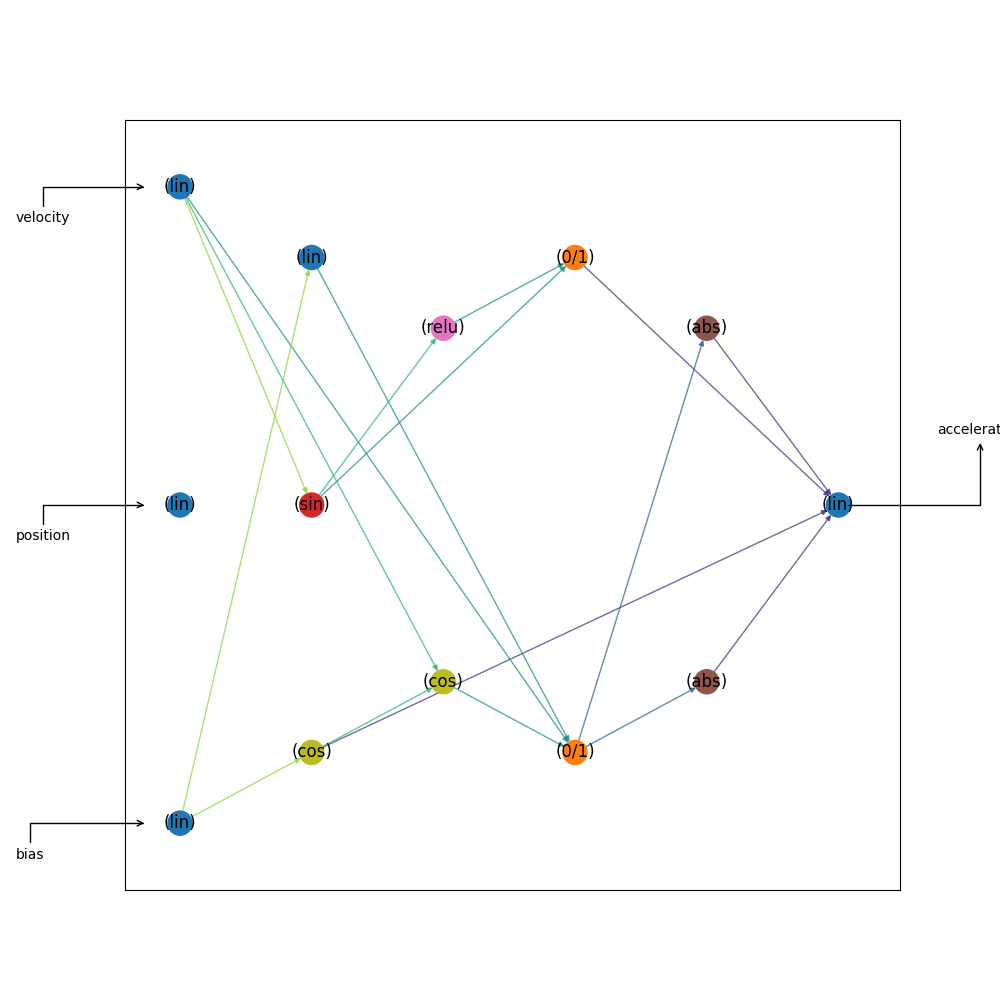 (lin)
velocity
(lin)
(0/1)
(relu)
(abs)
accelerat
(lin)
(sin)
(lin)
position
(cos)
(abs)
(cos)
(0/1)
(lin)
bias